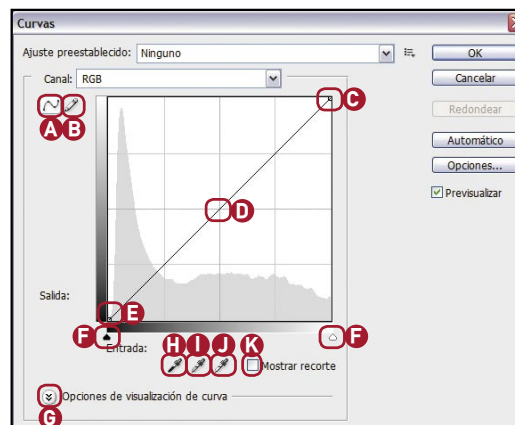 Curvas
Ajuste preestablecido: Ninguno
OK
Canal: RGB
Cancelar
A B C
Redondear
Automático
Opciones...
Previsualizar
D
Salida:
E
F F
Entrada:
H I J K
Mostrar recorte
Opciones de visualización de curva
G